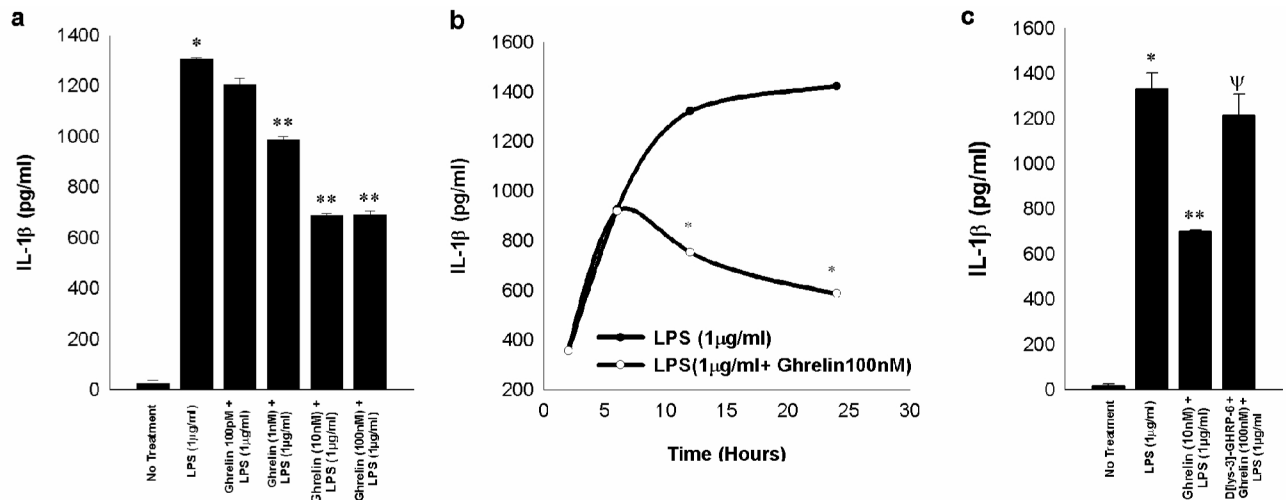 a
IL-1β (pg/ml)
1400
1200
1000
800
600
400
200
0
*
**
**
**
No Treatment
LPS (1μg/ml)
Ghrelin 100pM +
LPS (1μg/ml)
Ghrelin (1nM) +
LPS (1μg/ml)
Ghrelin (10nM) +
LPS (1μg/ml)
Ghrelin (100nM) +
LPS (1μg/ml)
b
IL-1β (pg/ml)
1600
1400
1200
1000
800
600
400
200
*
*
LPS (1μg/ml)
LPS(1μg/ml+ Ghrelin100nM)
0 5 10 15 20 25 30
Time (Hours)
c
IL-1β (pg/ml)
1600
1400
1200
1000
800
600
400
200
0
*
**
ψ
No Treatment
LPS (1μg/ml)
Ghrelin (10nM) +
LPS (1μg/ml)
D[lys-3]-GHRP-6 +
Ghrelin (100nM) +
LPS (1μg/ml